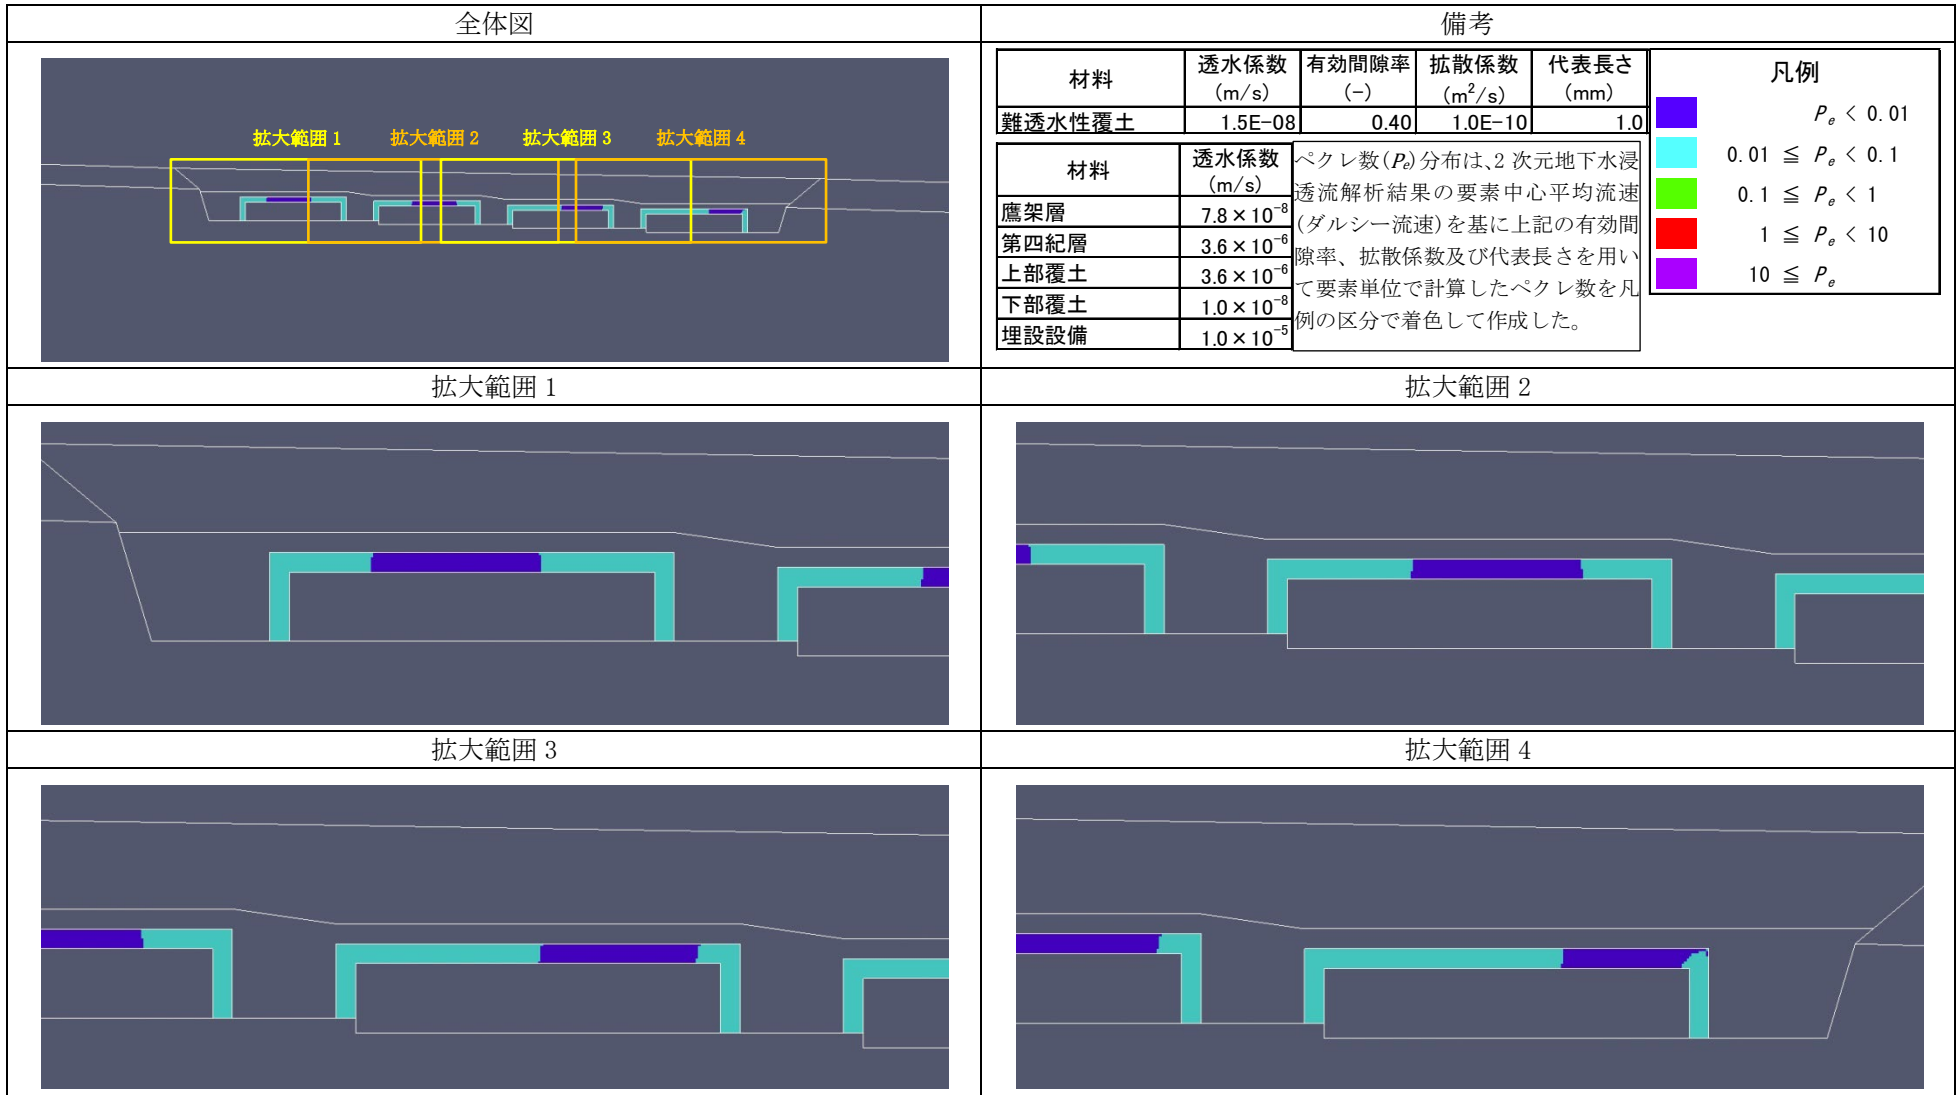 全体図
備考
拡大範囲 1
拡大範囲 2
拡大範囲 3
拡大範囲 4
材料 透水係数 (m/s) 有効間隙率 (-) 拡散係数 (m²/s) 代表長さ (mm)
難透水性覆土 1.5E-08 0.40 1.0E-10 1.0
材料 透水係数 (m/s)
鷹架層 7.8×10⁻⁸
第四紀層 3.6×10⁻⁶
上部覆土 3.6×10⁻⁶
下部覆土 1.0×10⁻⁸
埋設設備 1.0×10⁻⁵
ペクレ数(Pe)分布は、2 次元地下水浸
透流解析結果の要素中心平均流速
(ダルシー流速)を基に上記の有効間
隙率、拡散係数及び代表長さを用い
て要素単位で計算したペクレ数を凡
例の区分で着色して作成した。
凡例
Pe < 0.01
0.01 ≦ Pe < 0.1
0.1 ≦ Pe < 1
1 ≦ Pe < 10
10 ≦ Pe
拡大範囲 1
拡大範囲 2
拡大範囲 3
拡大範囲 4